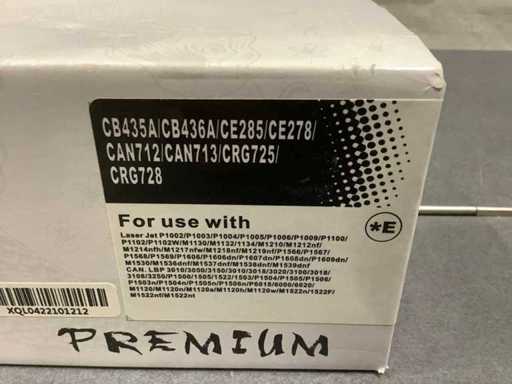 CB435A/CB436A/CE285/CE278/
CAN712/CAN713/CRG725/
CRG728
For use with
*E
Laser Jet P1002/P1003/P1004/P1005/P1006/P1009/P1100/
P1102/P1102W/M1130/M1132/1134/M1210/M1212nf/
M1214nfh/M1217nfw/M1218nf/M1219nf/P1566/P1567/
P1568/P1569/P1606/P1606dn/P1607dn/P1608dn/P1609dn/
M1530/M1536dnf/M1537dnf/M1538dnf/M1539dnf
CAN. LBP 3010/3050/3150/3010/3018/3020/3100/3018/
3108/3250/P1000/1505/1522/1503/P1504/P1505/P1506/
P1503n/P1504n/P1505n/P1506n/P6018/6000/6020/
M1120/M1120n/M1120a/M1120h/M1120w/M1522n/1522F/
M1522nf/M1522nt
XQL0422101212
PREMIUM